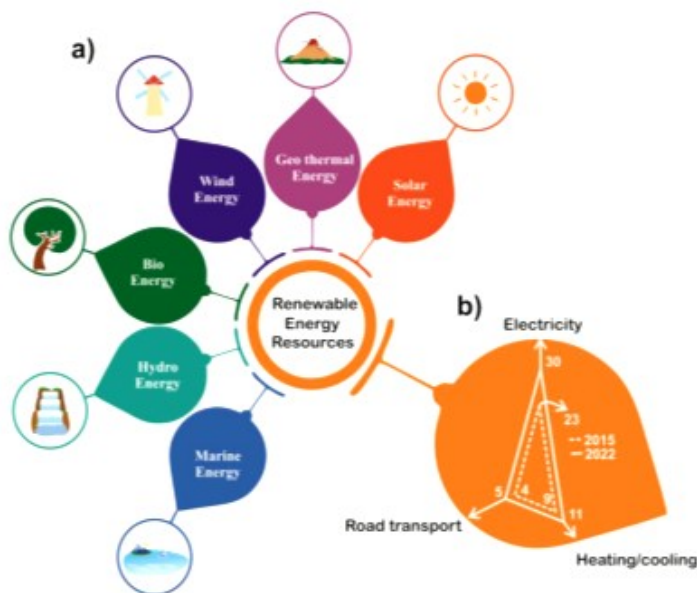 a)
Geo thermal
Energy
Wind
Energy
Solar
Energy
Bio
Energy
Renewable
Energy
Resources
Hydro
Energy
Marine
Energy
b)
Electricity
30
23
2015
2022
5
4
9
11
Road transport
Heating/cooling